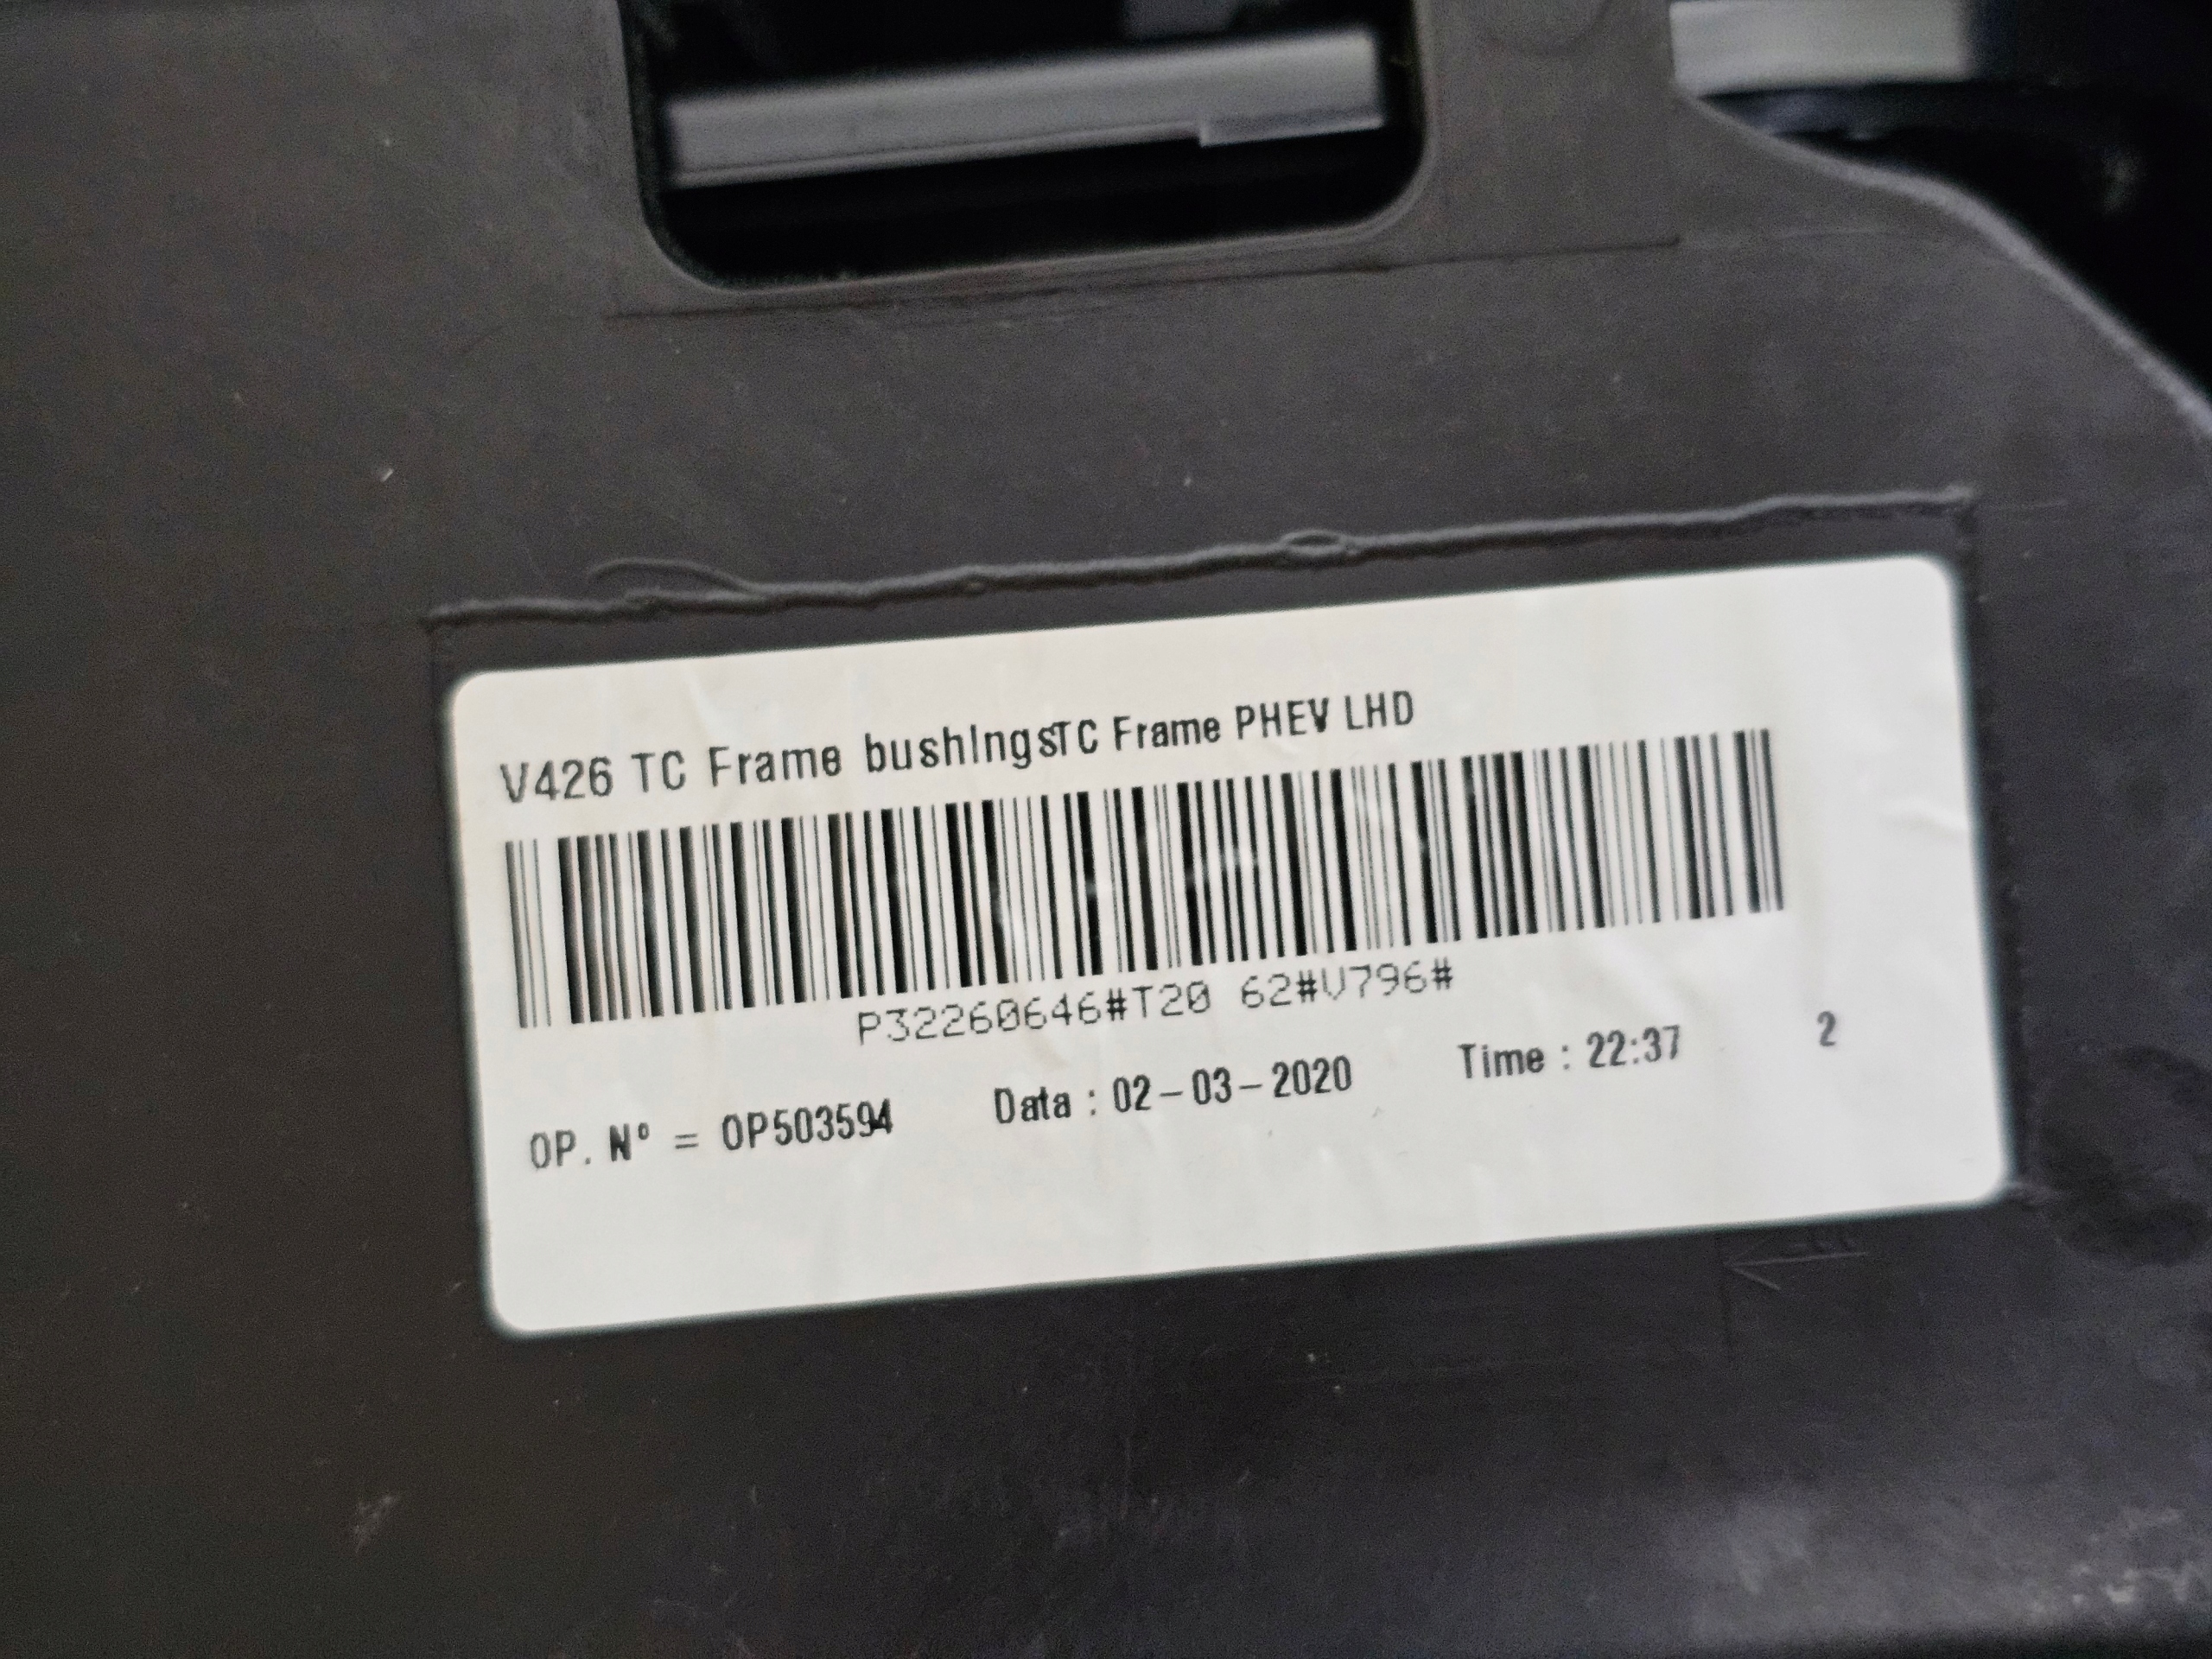 V426 TC Frame bushingsTC Frame PHEV LHD
P32260646#T20 62#V796#
OP. Nº = OP503594 Data : 02-03-2020 Time : 22:37 2